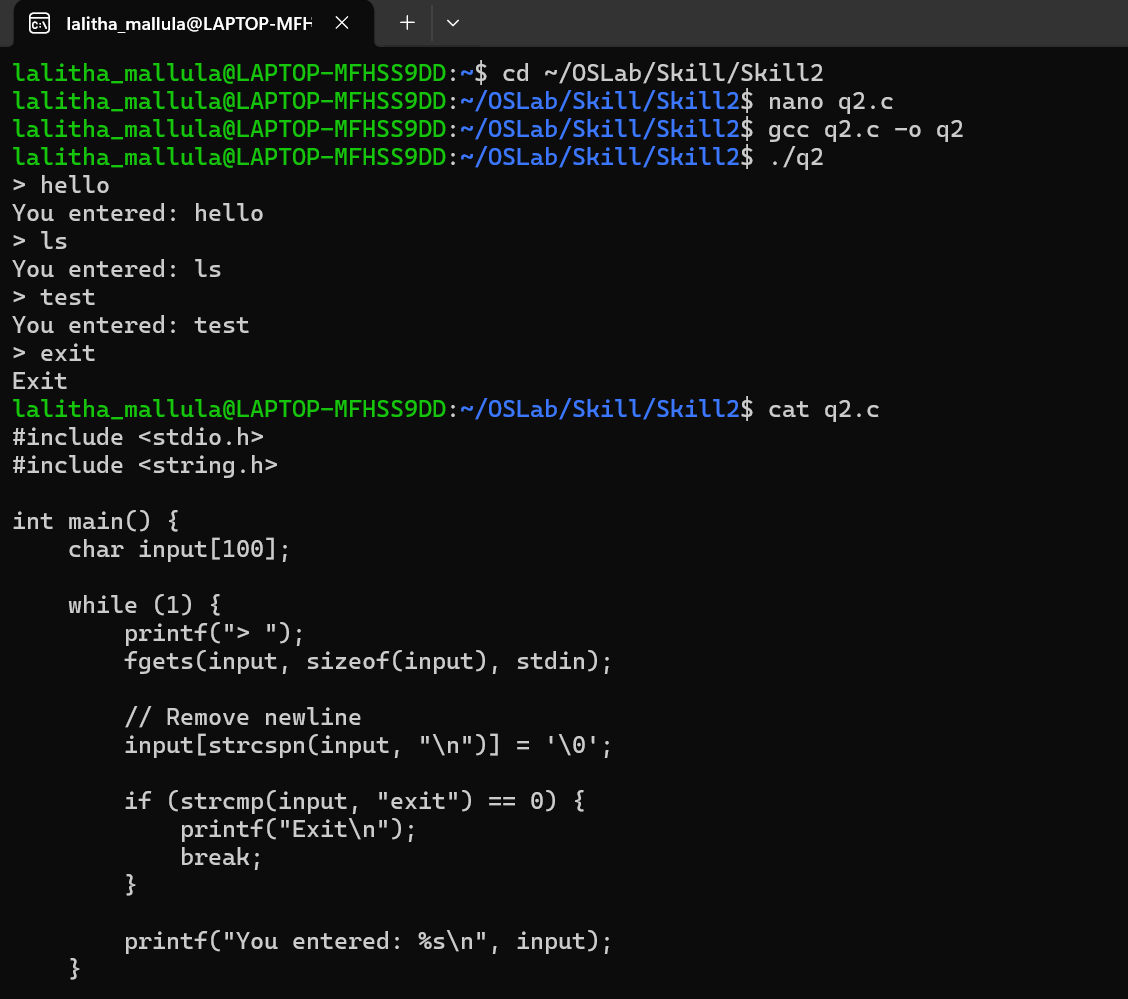 lalitha_mallula@LAPTOP-MFH
lalitha_mallula@LAPTOP-MFHSS9DD:~$ cd ~/OSLab/Skill/Skill2
lalitha_mallula@LAPTOP-MFHSS9DD:~/OSLab/Skill/Skill2$ nano q2.c
lalitha_mallula@LAPTOP-MFHSS9DD:~/OSLab/Skill/Skill2$ gcc q2.c -o q2
lalitha_mallula@LAPTOP-MFHSS9DD:~/OSLab/Skill/Skill2$ ./q2
> hello
You entered: hello
> ls
You entered: ls
> test
You entered: test
> exit
Exit
lalitha_mallula@LAPTOP-MFHSS9DD:~/OSLab/Skill/Skill2$ cat q2.c
#include <stdio.h>
#include <string.h>

int main() {
    char input[100];

    while (1) {
        printf("> ");
        fgets(input, sizeof(input), stdin);

        // Remove newline
        input[strcspn(input, "\n")] = '\0';

        if (strcmp(input, "exit") == 0) {
            printf("Exit\n");
            break;
        }

        printf("You entered: %s\n", input);
    }